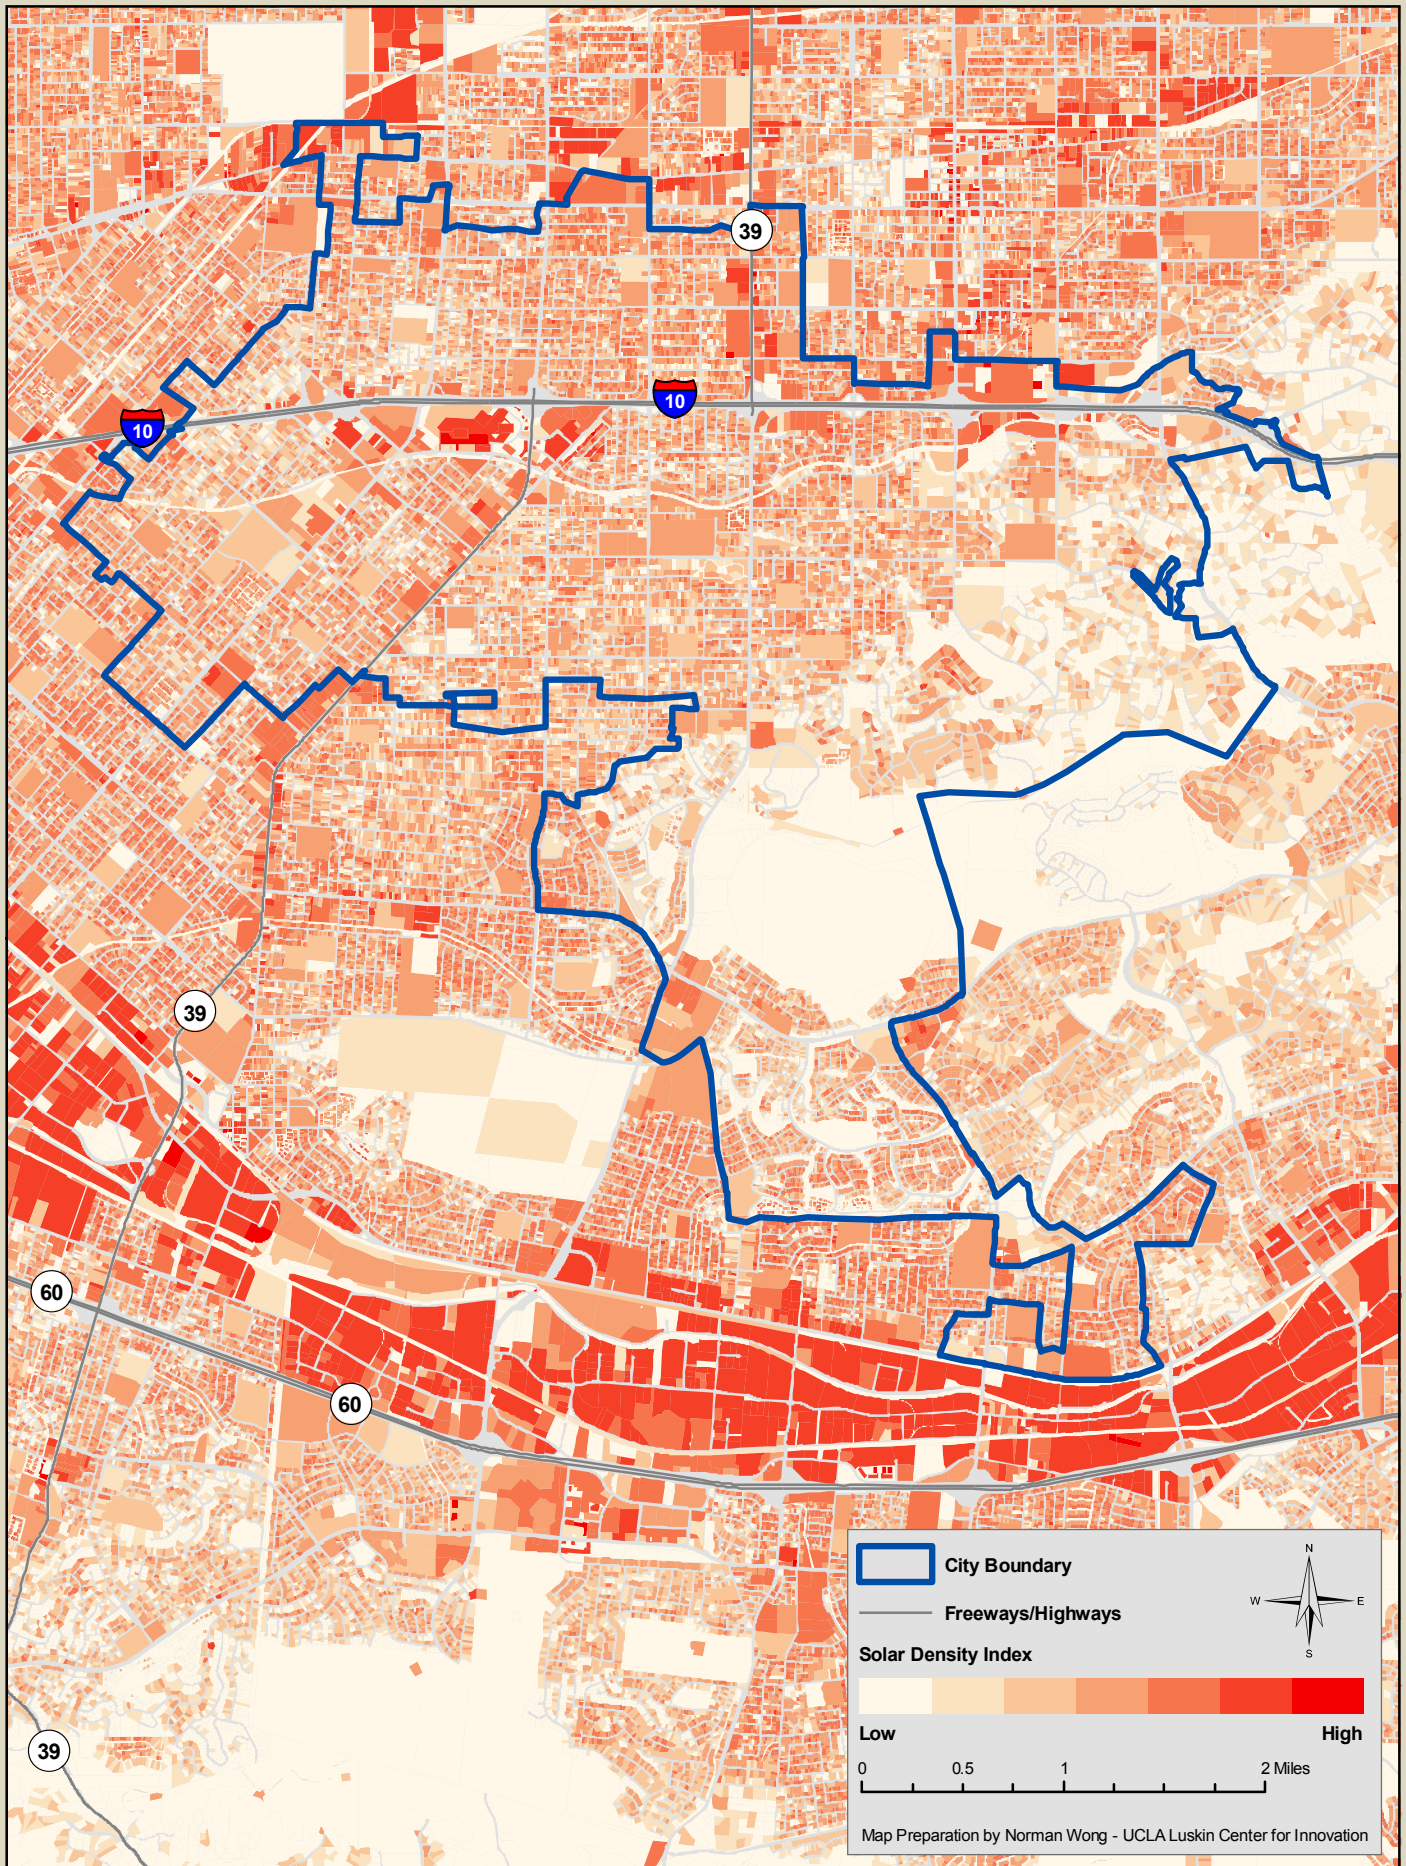 39
10
10
39
60
60
39
City Boundary
Freeways/Highways
N
W
E
S
Solar Density Index
Low
High
0
0.5
1
2 Miles
Map Preparation by Norman Wong - UCLA Luskin Center for Innovation